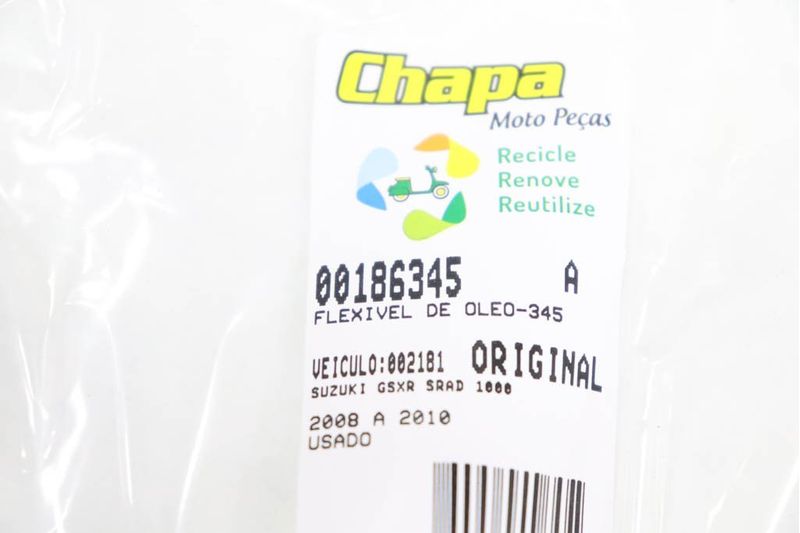 Chapa
Moto Peças
Recicle
Renove
Reutilize
00186345 A
FLEXIVEL DE OLEO-345
VEICULO:002181 ORIGINAL
SUZUKI GSXR SRAD 1000
2008 A 2010
USADO